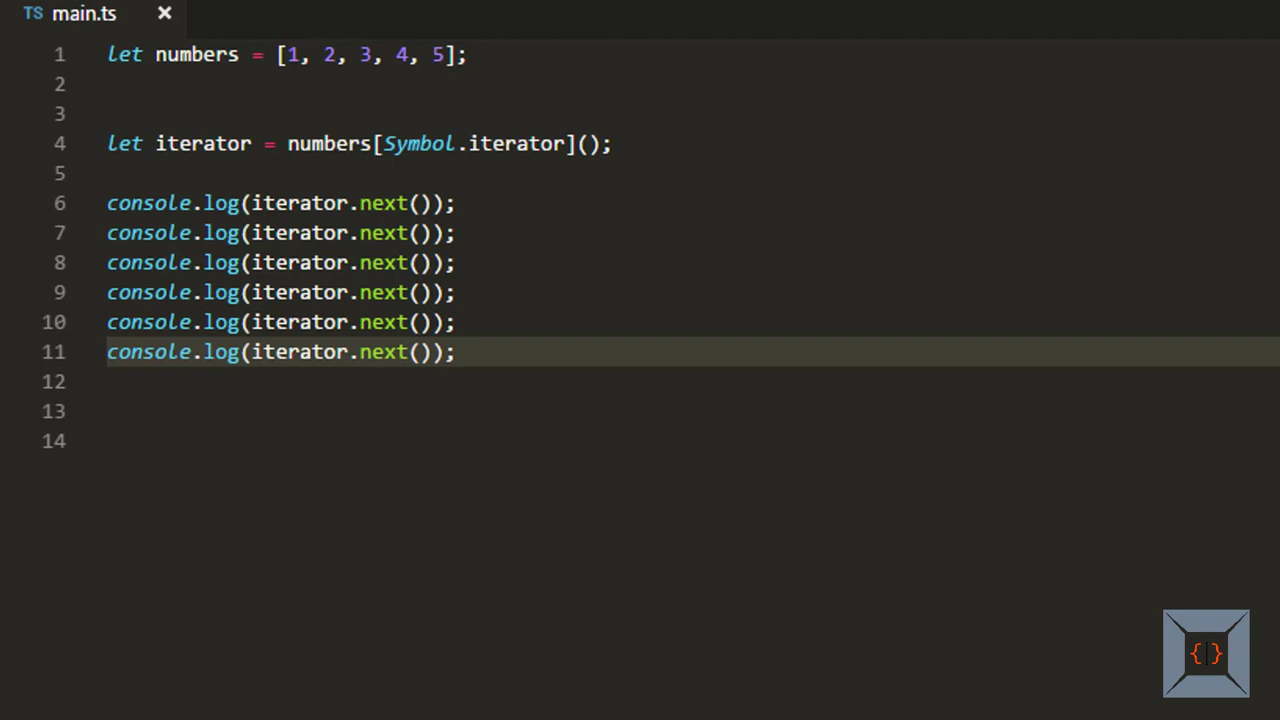 TS main.ts ×
1 let numbers = [1, 2, 3, 4, 5];
2
3
4 let iterator = numbers[Symbol.iterator]();
5
6 console.log(iterator.next());
7 console.log(iterator.next());
8 console.log(iterator.next());
9 console.log(iterator.next());
10 console.log(iterator.next());
11 console.log(iterator.next());
12
13
14
{|}